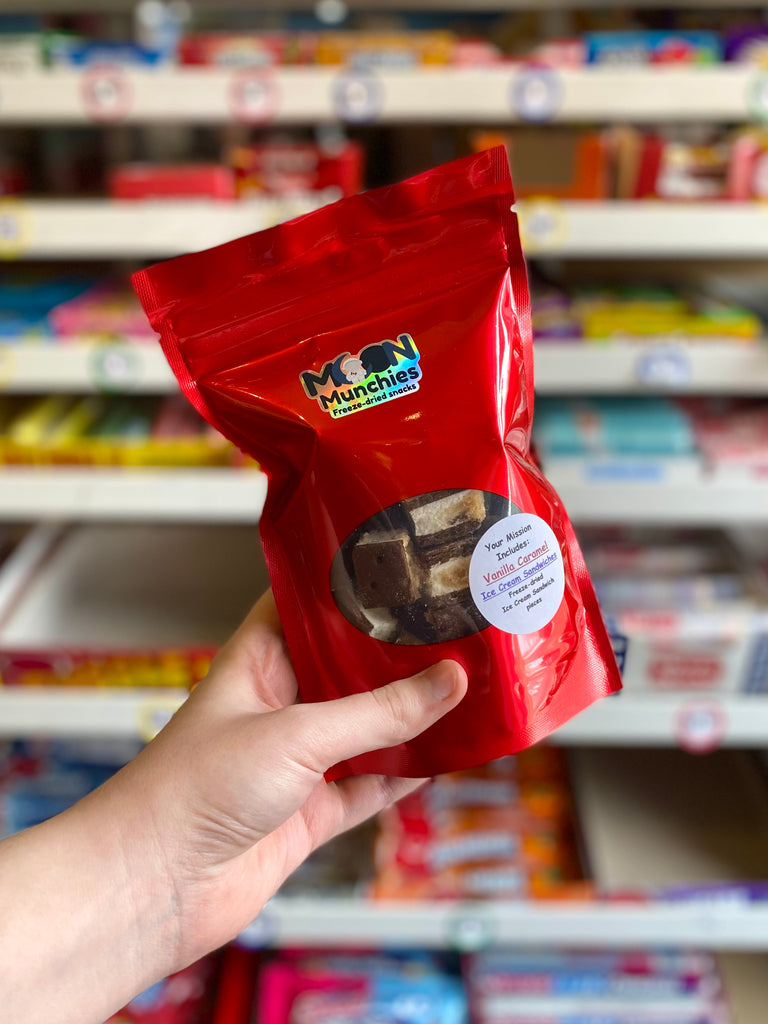 MOON
Munchies
Freeze-dried snacks
Your Mission
Includes:
Vanilla Caramel
Ice Cream Sandwiches
Freeze-dried
Ice Cream Sandwich
pieces